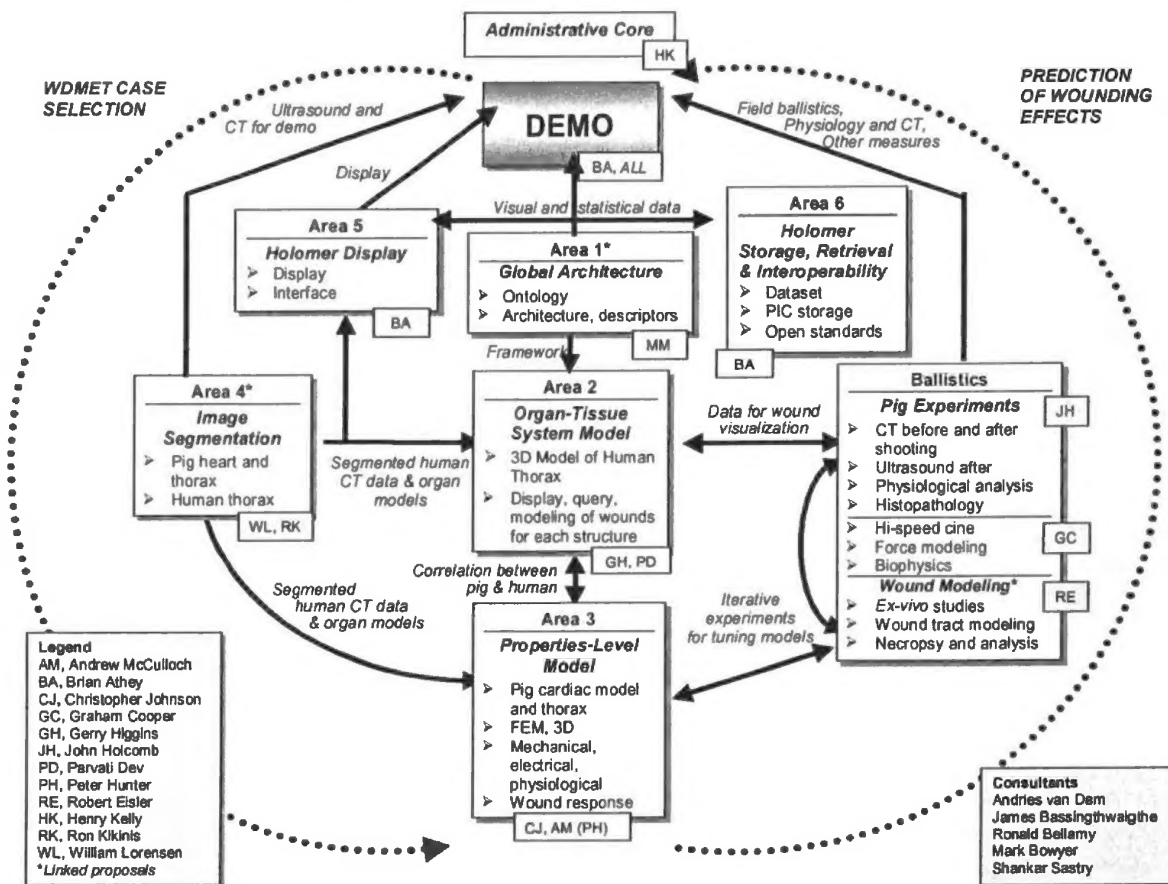 Administrative Core
HK
WDMET CASE
SELECTION
PREDICTION
OF WOUNDING
EFFECTS
Ultrasound and
CT for demo
DEMO
BA, ALL
Field ballistics,
Physiology and CT,
Other measures
Display
Visual and statistical data
Area 5
Holomer Display
➢ Display
➢ Interface
BA
Area 1*
Global Architecture
➢ Ontology
➢ Architecture, descriptors
MM
Area 6
Holomer
Storage, Retrieval
& Interoperability
➢ Dataset
➢ PIC storage
➢ Open standards
BA
Framework
Area 4*
Image
Segmentation
➢ Pig heart and
thorax
➢ Human thorax
WL, RK
Segmented human
CT data & organ
models
Area 2
Organ-Tissue
System Model
➢ 3D Model of Human
Thorax
➢ Display, query,
modeling of wounds
for each structure
GH, PD
Data for wound
visualization
Ballistics
Pig Experiments
JH
➢ CT before and after
shooting
➢ Ultrasound after
➢ Physiological analysis
➢ Histopathology
➢ Hi-speed cine
GC
➢ Force modeling
➢ Biophysics
Wound Modeling*
RE
➢ Ex-vivo studies
➢ Wound tract modeling
➢ Necropsy and analysis
Correlation between
pig & human
Segmented
human CT data
& organ models
Iterative
experiments
for tuning models
Area 3
Properties-Level
Model
➢ Pig cardiac model
and thorax
➢ FEM, 3D
➢ Mechanical,
electrical,
physiological
➢ Wound response
CJ, AM (PH)
Legend
AM, Andrew McCulloch
BA, Brian Athey
CJ, Christopher Johnson
GC, Graham Cooper
GH, Gerry Higgins
JH, John Holcomb
PD, Parvati Dev
PH, Peter Hunter
RE, Robert Eisler
HK, Henry Kelly
RK, Ron Kikinis
WL, William Lorensen
*Linked proposals
Consultants
Andries van Dam
James Bassingthwaigthe
Ronald Bellamy
Mark Bowyer
Shankar Sastry